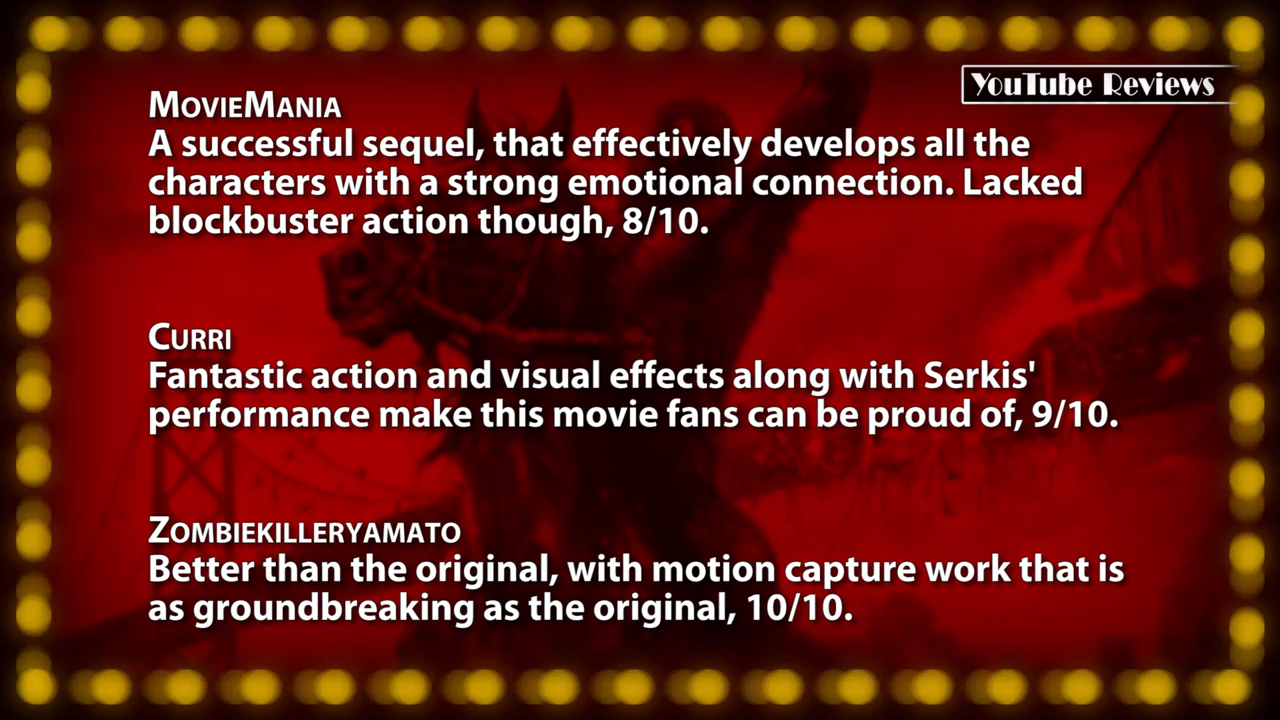 YouTube Reviews
MovieMania
A successful sequel, that effectively develops all the
characters with a strong emotional connection. Lacked
blockbuster action though, 8/10.
Curri
Fantastic action and visual effects along with Serkis'
performance make this movie fans can be proud of, 9/10.
Zombiekilleryamato
Better than the original, with motion capture work that is
as groundbreaking as the original, 10/10.